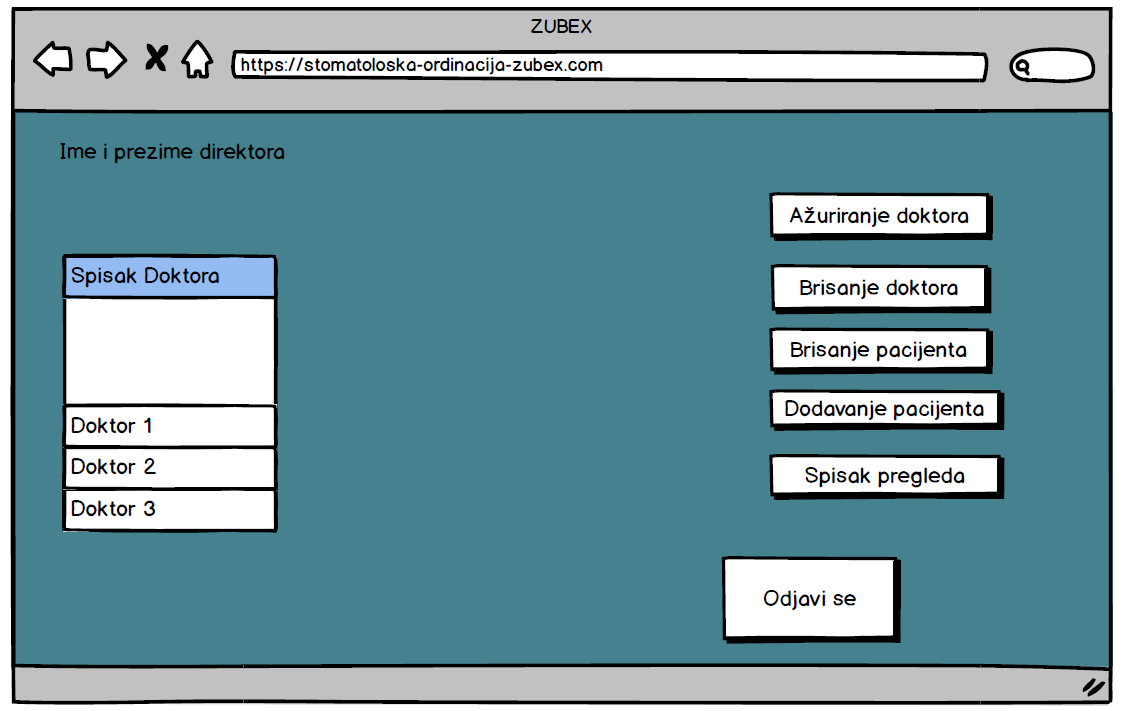 ZUBEX
https://stomatoloska-ordinacija-zubex.com
Ime i prezime direktora
Ažuriranje doktora
Spisak Doktora
Brisanje doktora
Brisanje pacijenta
Dodavanje pacijenta
Doktor 1
Doktor 2
Spisak pregleda
Doktor 3
Odjavi se